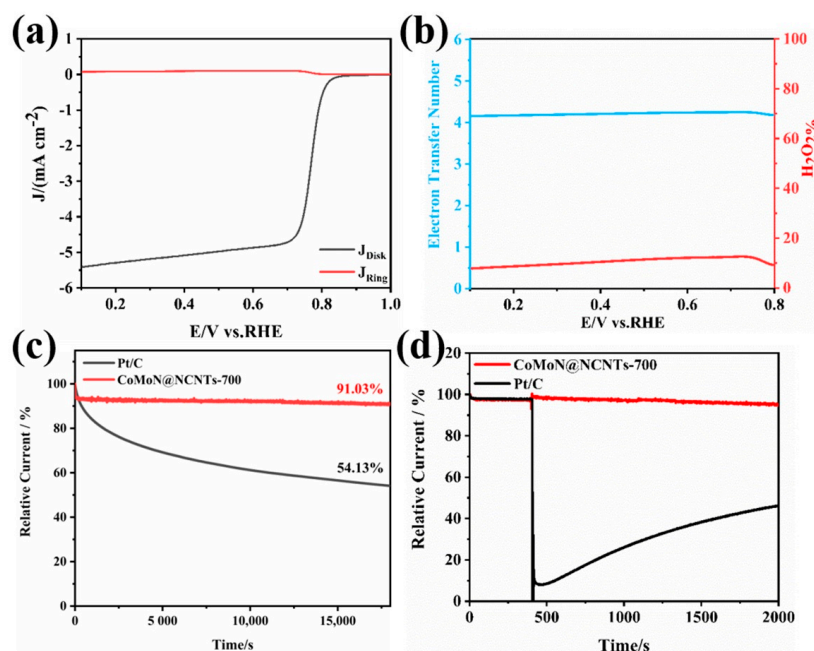 (a)
1
0
-1
-2
-3
-4
-5
-6
J/(mA cm⁻²)
J_Disk
J_Ring
0.2 0.4 0.6 0.8 1.0
E/V vs.RHE
(b)
6
5
4
3
2
1
0
Electron Transfer Number
100
80
60
40
20
0
H₂O₂%
0.2 0.4 0.6 0.8
E/V vs.RHE
(c)
Pt/C
CoMoN@NCNTs-700
100
80
60
40
20
0
Relative Current / %
91.03%
54.13%
0 5 000 10,000 15,000
Time/s
(d)
CoMoN@NCNTs-700
Pt/C
20
100
80
60
40
20
0
Relative Current / %
0 500 1000 1500 2000
Time/s